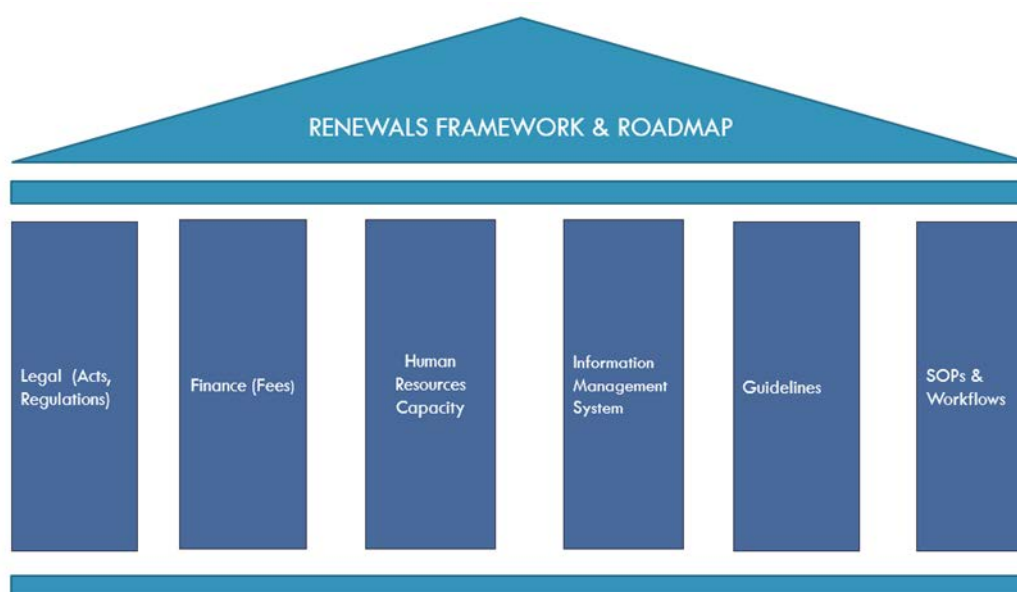 RENEWALS FRAMEWORK & ROADMAP
Legal (Acts,
Regulations)
Finance (Fees)
Human
Resources
Capacity
Information
Management
System
Guidelines
SOPs &
Workflows